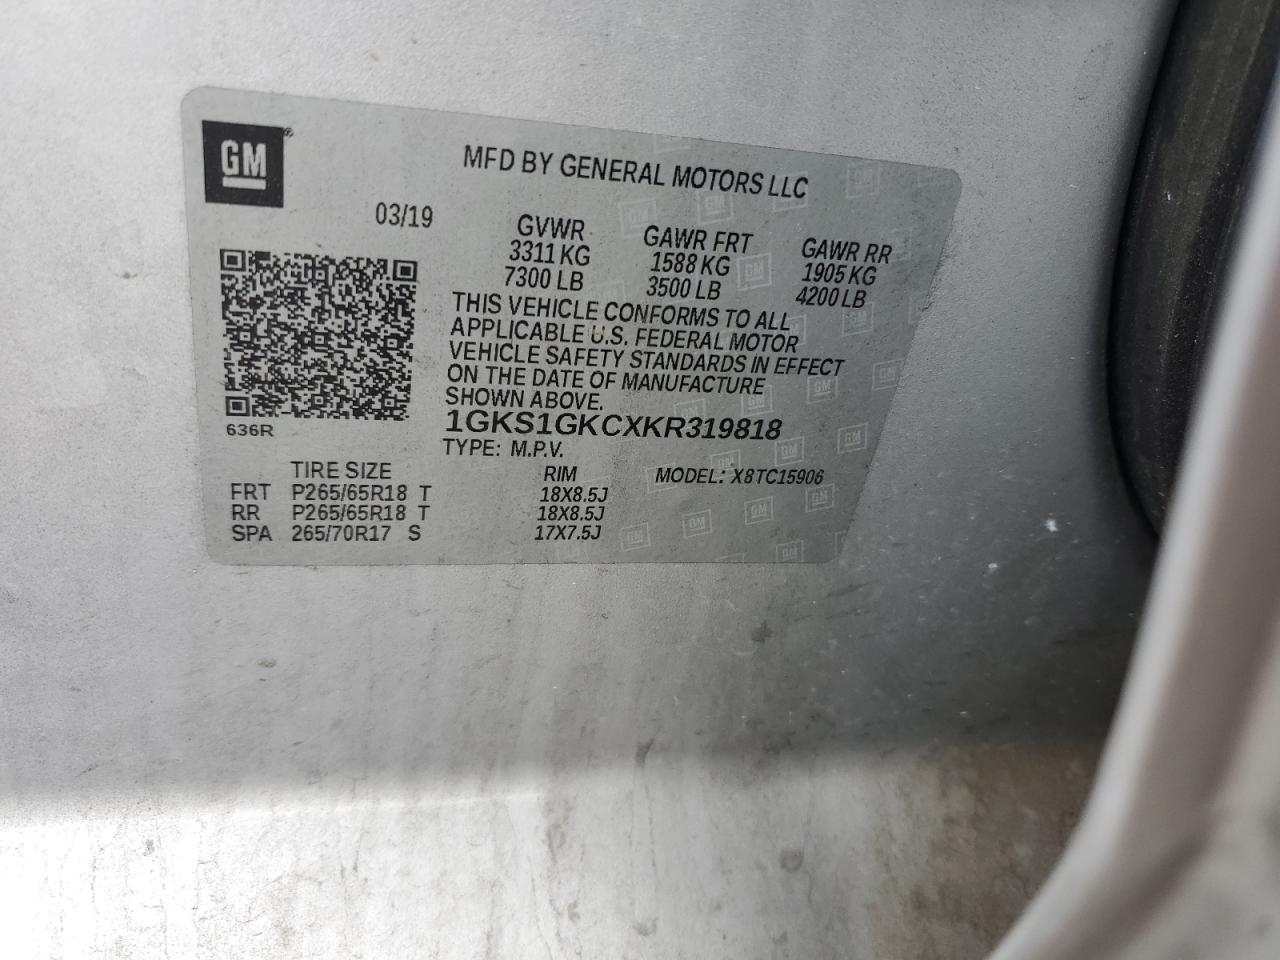 GM®
MFD BY GENERAL MOTORS LLC
03/19
GVWR GAWR FRT GAWR RR
3311 KG 1588 KG 1905 KG
7300 LB 3500 LB 4200 LB
THIS VEHICLE CONFORMS TO ALL
APPLICABLE U.S. FEDERAL MOTOR
VEHICLE SAFETY STANDARDS IN EFFECT
ON THE DATE OF MANUFACTURE
SHOWN ABOVE.
636R
1GKS1GKCXKR319818
TYPE: M.P.V.
TIRE SIZE RIM MODEL: X8TC15906
FRT P265/65R18 T 18X8.5J
RR P265/65R18 T 18X8.5J
SPA 265/70R17 S 17X7.5J